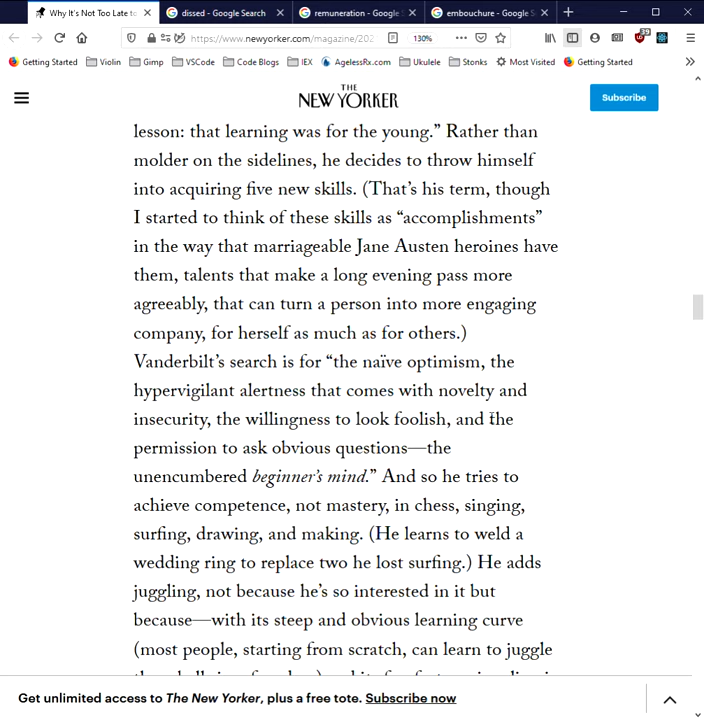 Why It's Not Too Late to
dissed - Google Search
remuneration - Google S
embouchure - Google S
https://www.newyorker.com/magazine/202
130%
Getting Started
Violin
Gimp
VSCode
Code Blogs
IEX
AgelessRx.com
Ukulele
Stonks
Most Visited
Getting Started
THE
NEW YORKER
Subscribe
lesson: that learning was for the young.” Rather than
molder on the sidelines, he decides to throw himself
into acquiring five new skills. (That’s his term, though
I started to think of these skills as “accomplishments”
in the way that marriageable Jane Austen heroines have
them, talents that make a long evening pass more
agreeably, that can turn a person into more engaging
company, for herself as much as for others.)
Vanderbilt’s search is for “the naïve optimism, the
hypervigilant alertness that comes with novelty and
insecurity, the willingness to look foolish, and the
permission to ask obvious questions—the
unencumbered beginner’s mind.” And so he tries to
achieve competence, not mastery, in chess, singing,
surfing, drawing, and making. (He learns to weld a
wedding ring to replace two he lost surfing.) He adds
juggling, not because he’s so interested in it but
because—with its steep and obvious learning curve
(most people, starting from scratch, can learn to juggle
Get unlimited access to The New Yorker, plus a free tote. Subscribe now